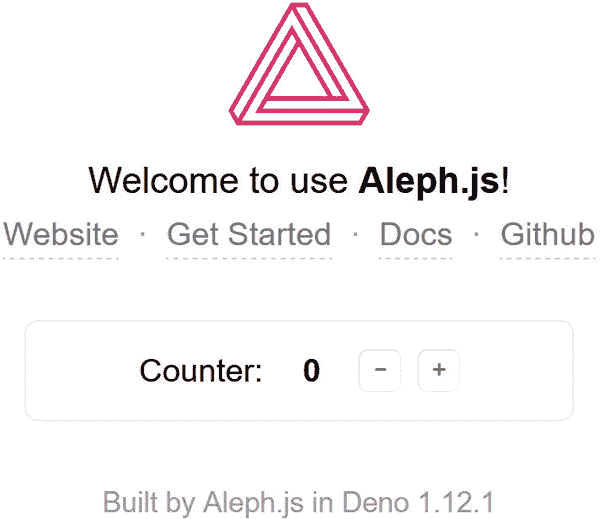 Welcome to use Aleph.js!
Website · Get Started · Docs · Github
Counter: 0 - +
Built by Aleph.js in Deno 1.12.1